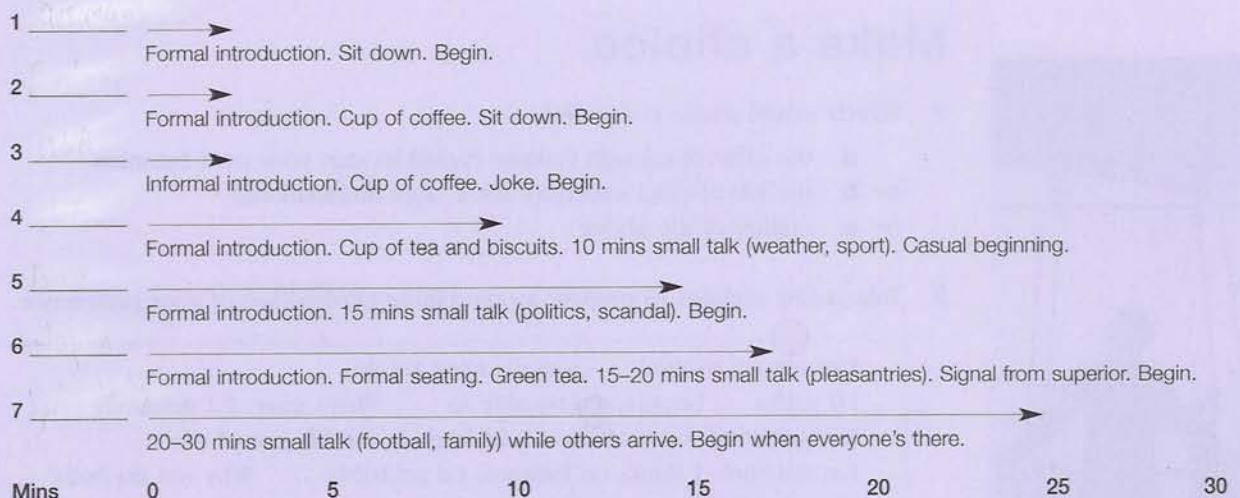 1
Formal introduction. Sit down. Begin.
2
Formal introduction. Cup of coffee. Sit down. Begin.
3
Informal introduction. Cup of coffee. Joke. Begin.
4
Formal introduction. Cup of tea and biscuits. 10 mins small talk (weather, sport). Casual beginning.
5
Formal introduction. 15 mins small talk (politics, scandal). Begin.
6
Formal introduction. Formal seating. Green tea. 15–20 mins small talk (pleasantries). Signal from superior. Begin.
7
20–30 mins small talk (football, family) while others arrive. Begin when everyone's there.
Mins 0 5 10 15 20 25 30